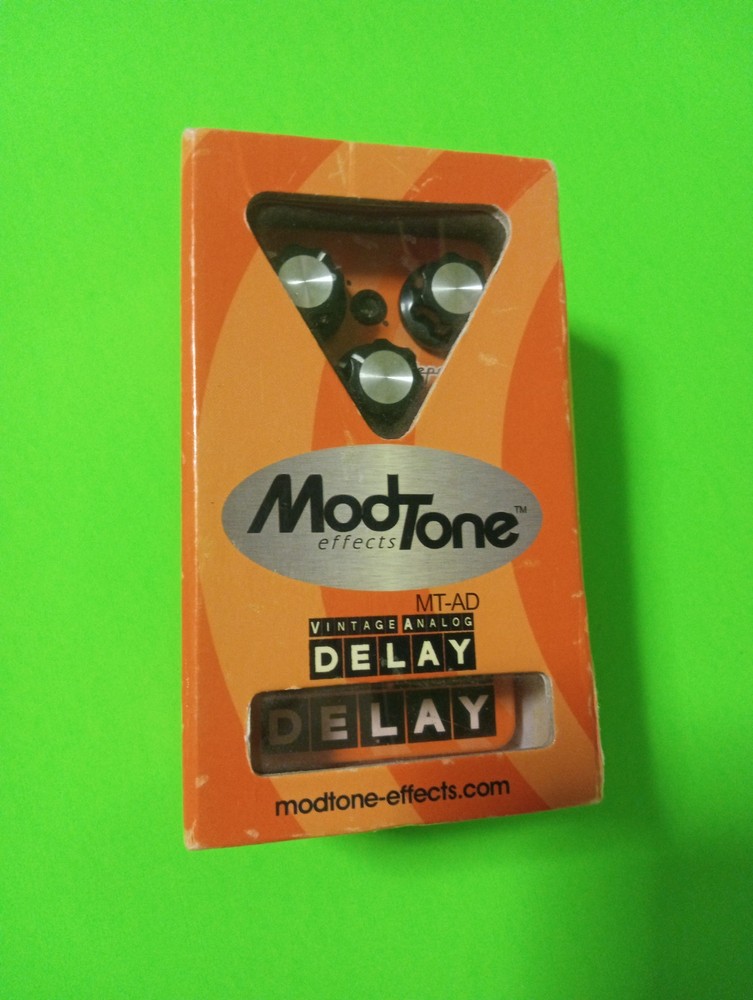 ModTone™
effects
MT-AD
VINTAGE ANALOG
DELAY
DELAY
modtone-effects.com